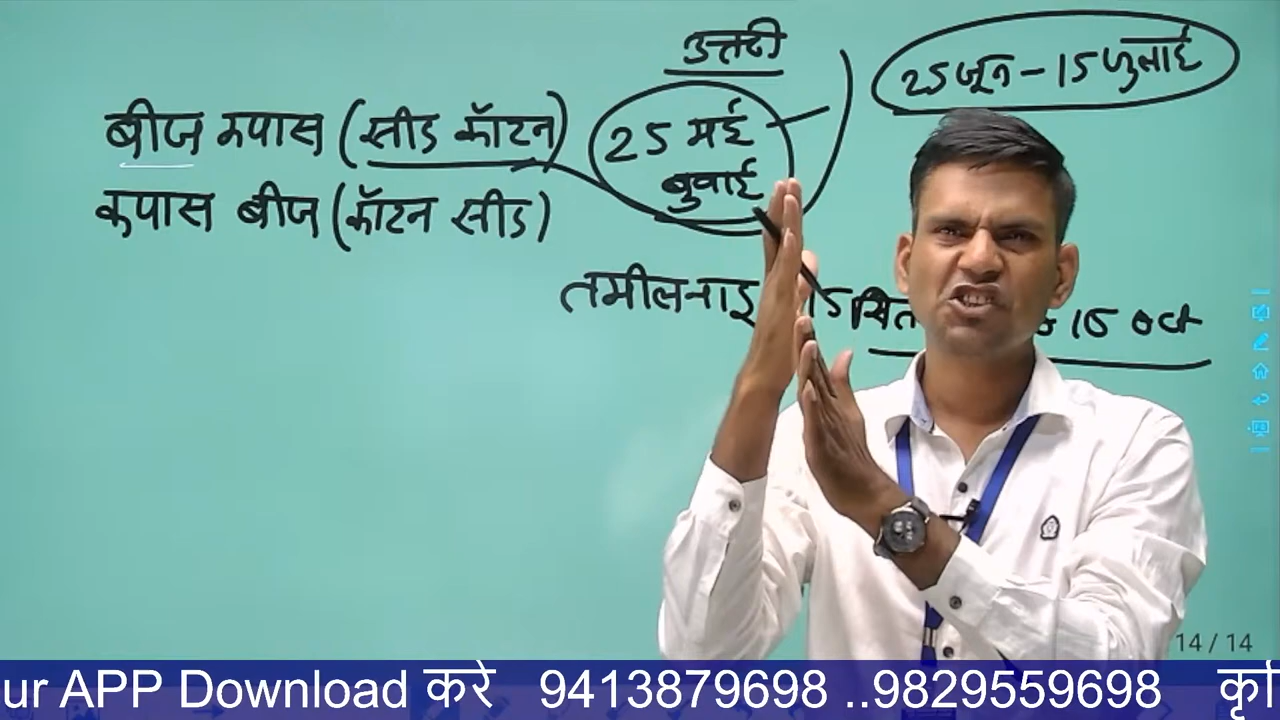 उत्तरी
25 जून - 15 जुलाई
बीज कपास (सीड कॉटन)
25 मई
बुवाई
कपास बीज (कॉटन सीड)
तमीलनाडू
15 oct
14 / 14
ur APP Download करे 9413879698 ..9829559698 कृ